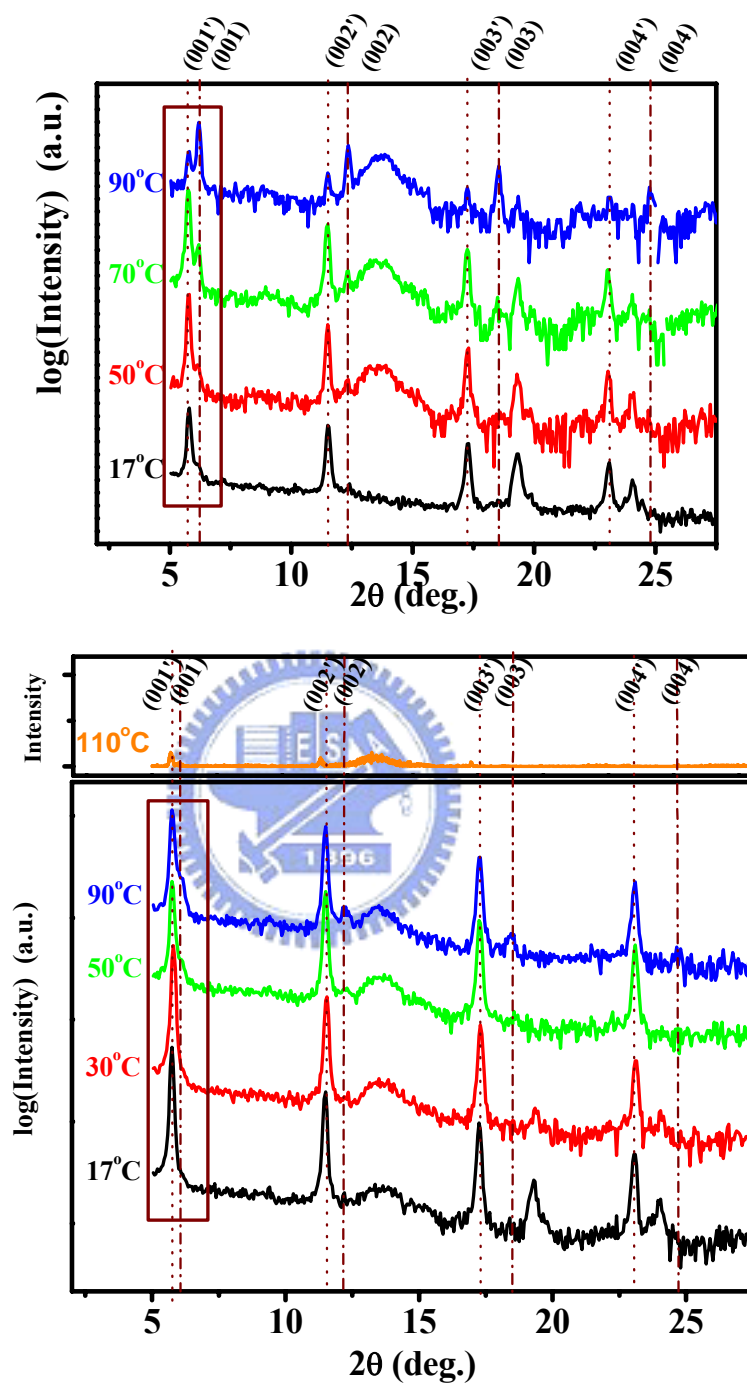 (001')
(001)
(002')
(002)
(003')
(003)
(004')
(004)
log(Intensity) (a.u.)
90°C
70°C
50°C
17°C
5
10
15
20
25
2θ (deg.)
(001')
(001)
(002')
(002)
(003')
(003)
(004')
(004)
Intensity
110°C
ES
1896
log(Intensity) (a.u.)
90°C
50°C
30°C
17°C
5
10
15
20
25
2θ (deg.)